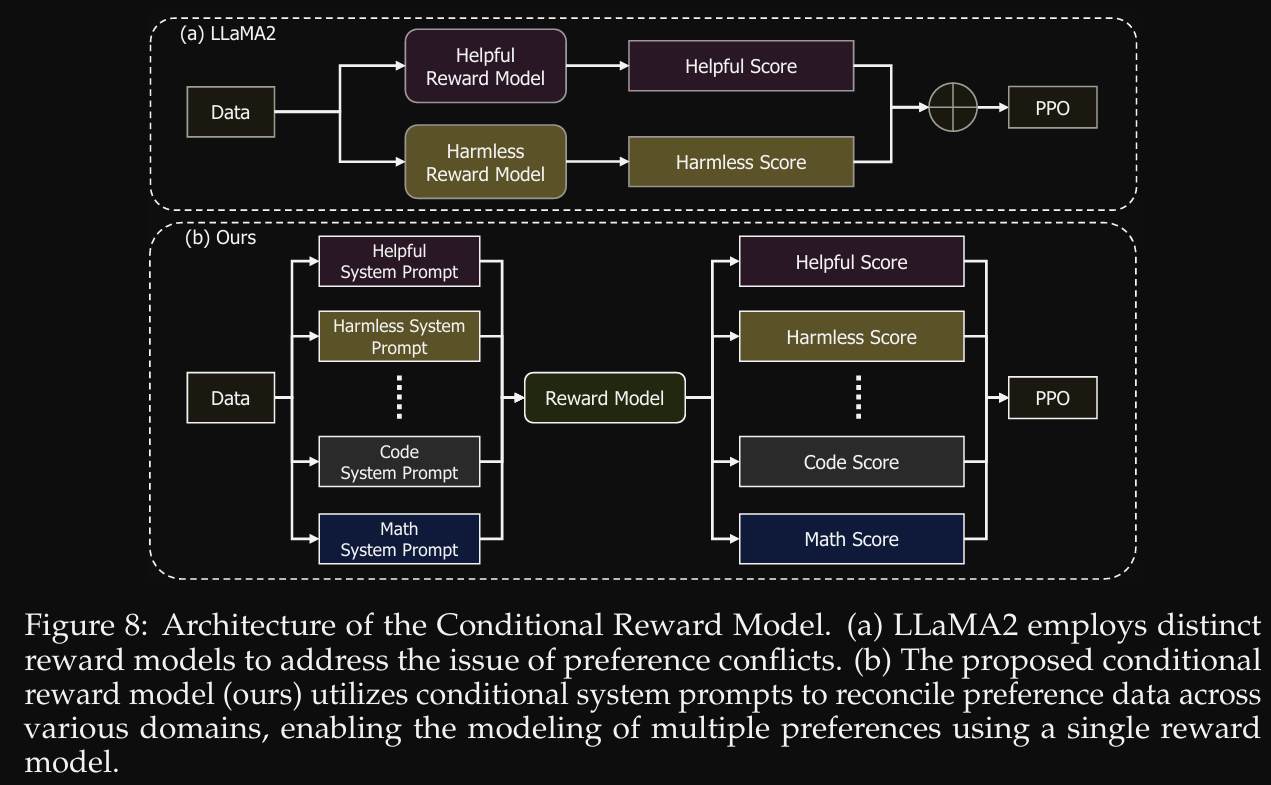 (a) LLaMA2
Data
Helpful
Reward Model
Helpful Score
Harmless
Reward Model
Harmless Score
PPO
(b) Ours
Data
Helpful
System Prompt
Harmless System
Prompt
Code
System Prompt
Math
System Prompt
Reward Model
Helpful Score
Harmless Score
Code Score
Math Score
PPO
Figure 8: Architecture of the Conditional Reward Model. (a) LLaMA2 employs distinct
reward models to address the issue of preference conflicts. (b) The proposed conditional
reward model (ours) utilizes conditional system prompts to reconcile preference data across
various domains, enabling the modeling of multiple preferences using a single reward
model.